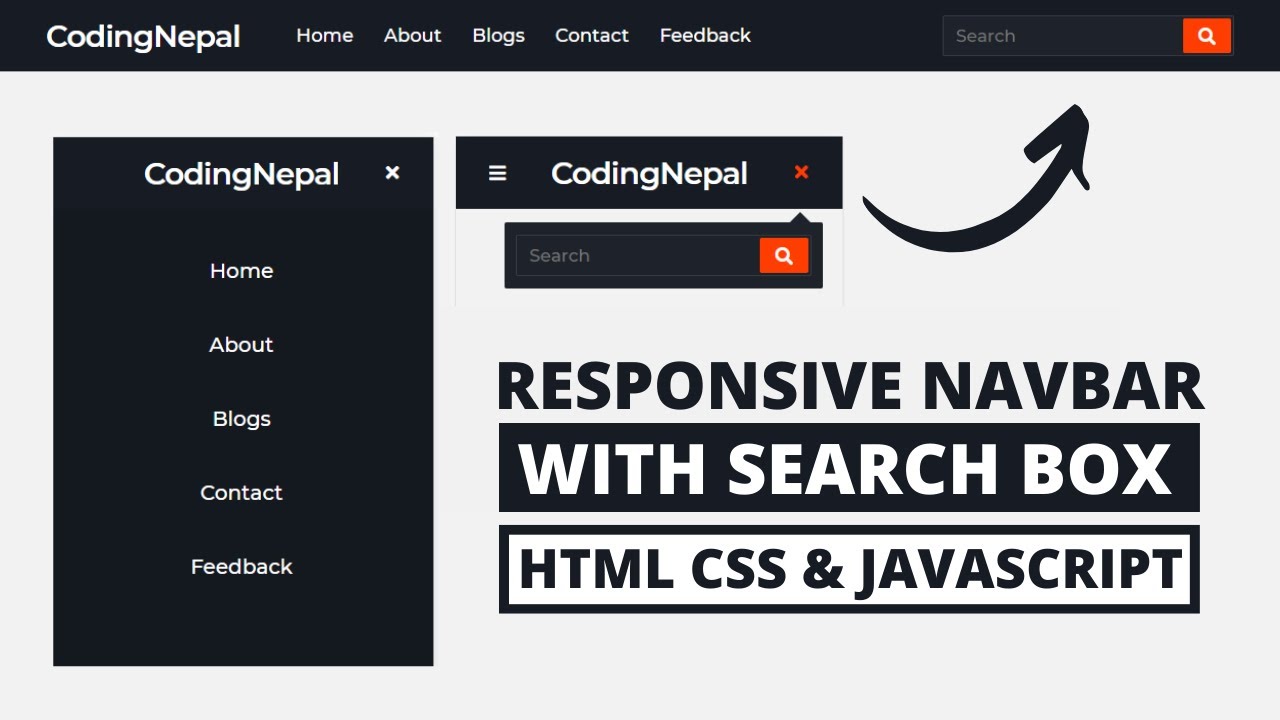 CodingNepal Home About Blogs Contact Feedback Search
CodingNepal
Home
About
Blogs
Contact
Feedback
CodingNepal
Search
RESPONSIVE NAVBAR
WITH SEARCH BOX
HTML CSS & JAVASCRIPT